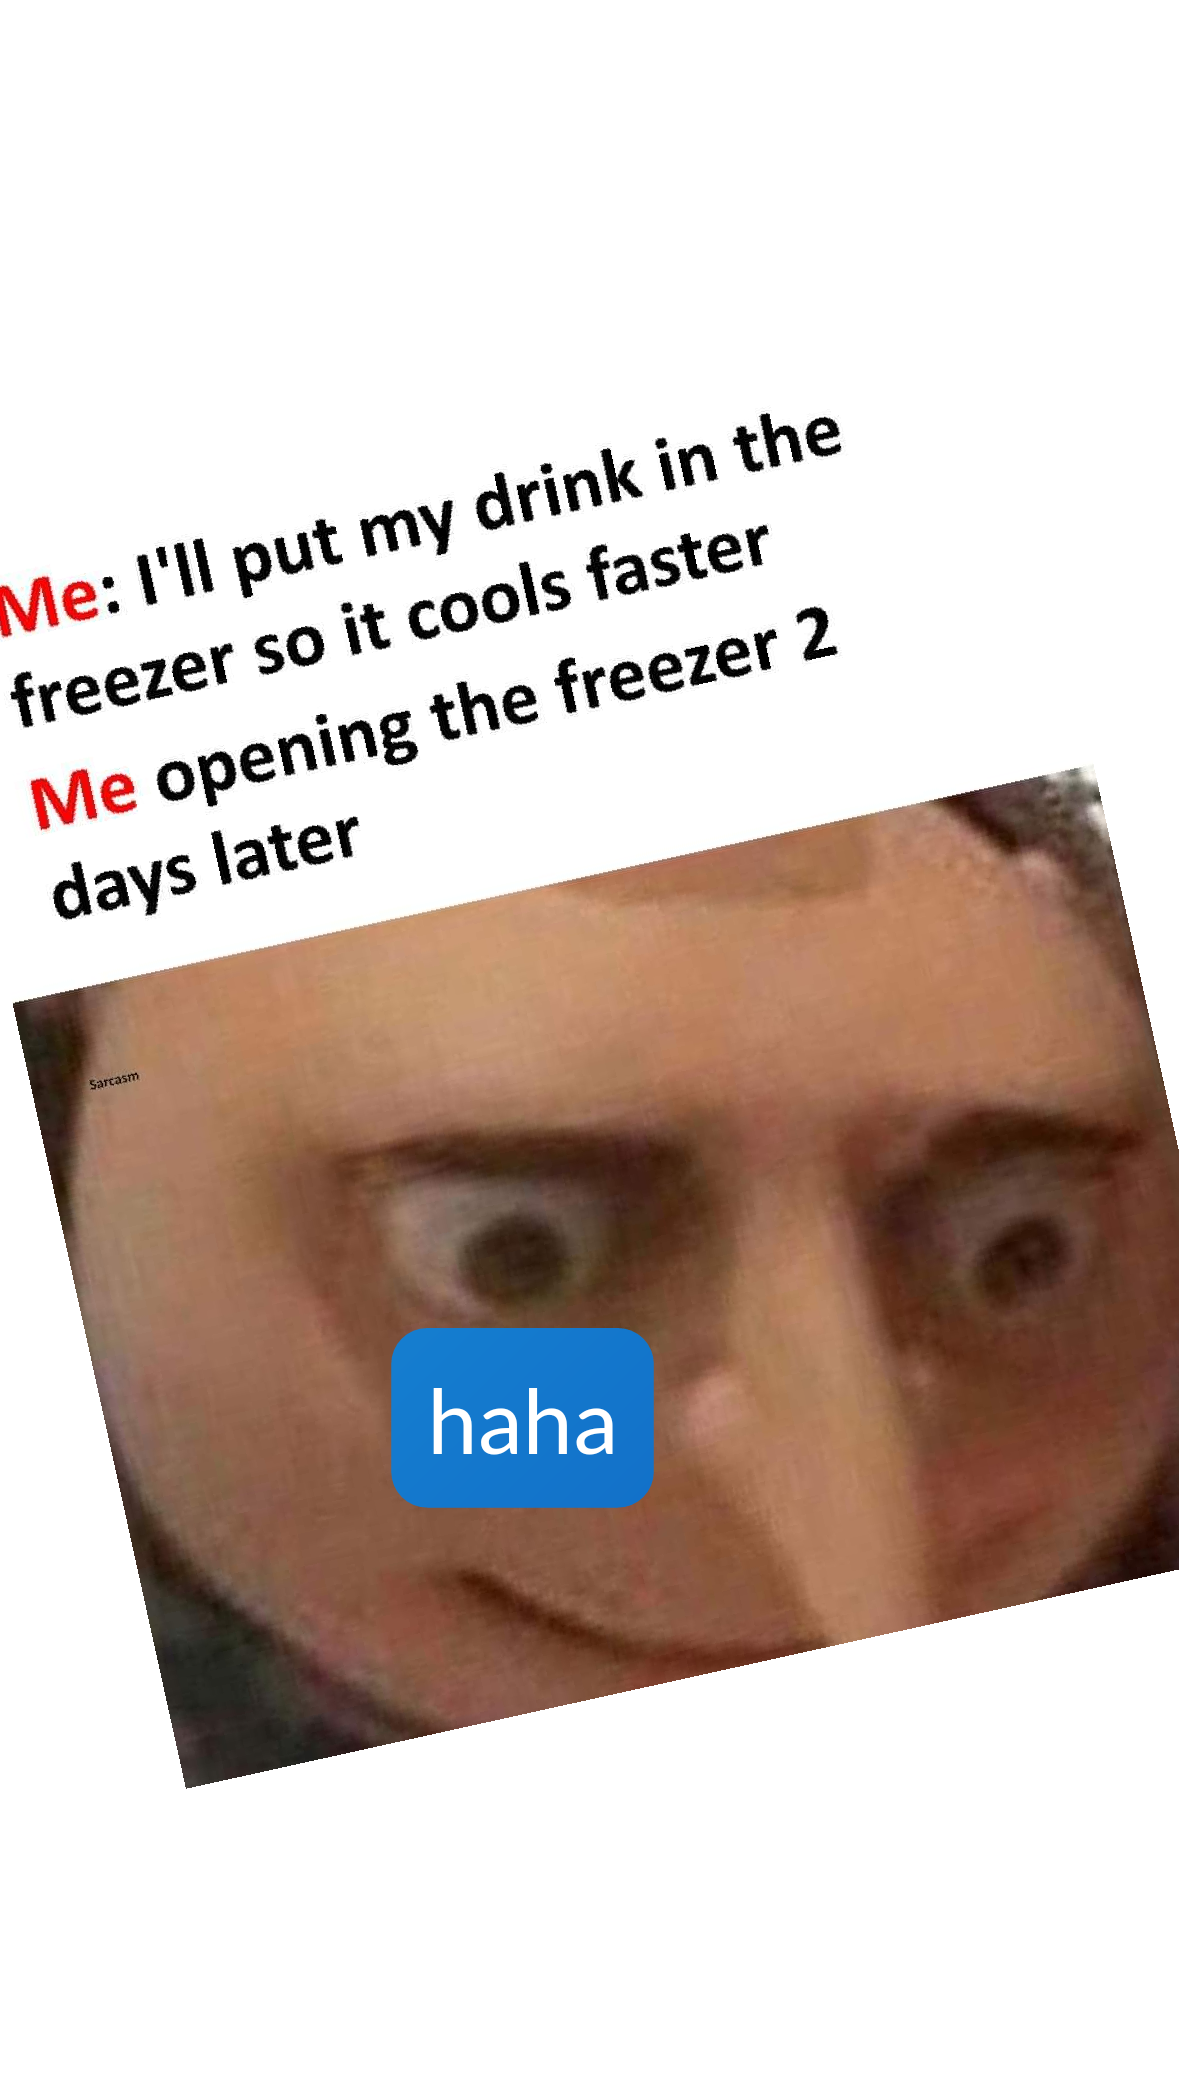 Me: I'll put my drink in the
freezer so it cools faster
Me opening the freezer 2
days later
Sarcasm
haha